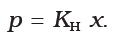 p = Kн x.